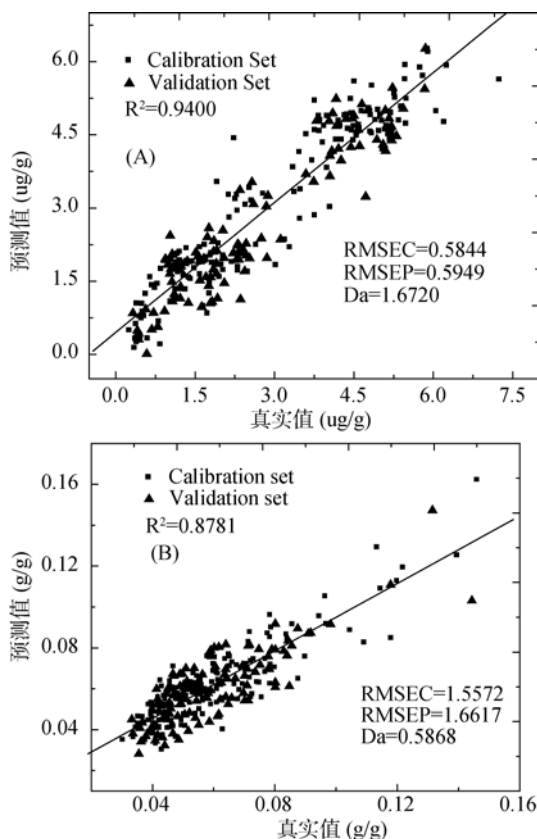 6.0
4.5
3.0
1.5
0.0
预测值 (ug/g)
Calibration Set
Validation Set
R²=0.9400
(A)
RMSEC=0.5844
RMSEP=0.5949
Da=1.6720
0.0 1.5 3.0 4.5 6.0 7.5
真实值 (ug/g)
0.16
0.12
0.08
0.04
预测值 (g/g)
Calibration set
Validation set
R²=0.8781
(B)
RMSEC=1.5572
RMSEP=1.6617
Da=0.5868
0.04 0.08 0.12 0.16
真实值 (g/g)